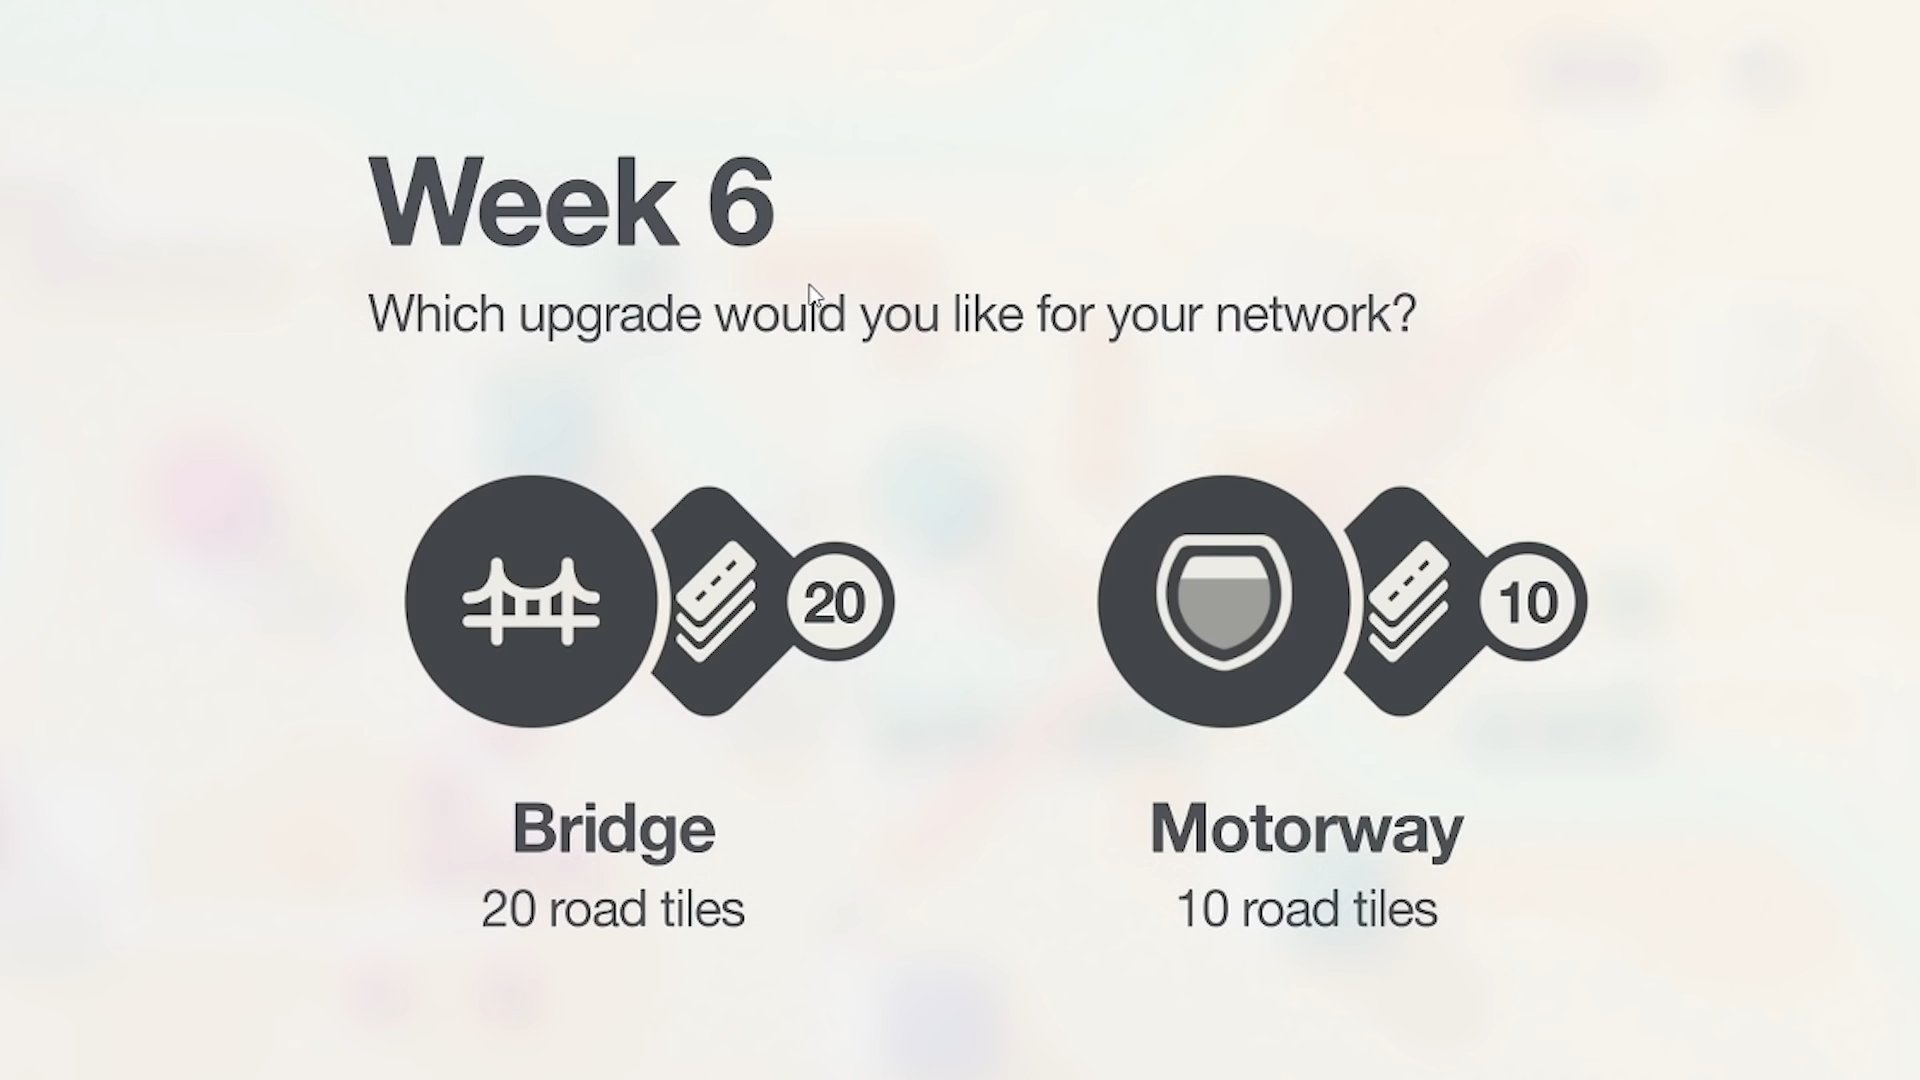 Week 6
Which upgrade would you like for your network?
20
10
Bridge
Motorway
20 road tiles
10 road tiles